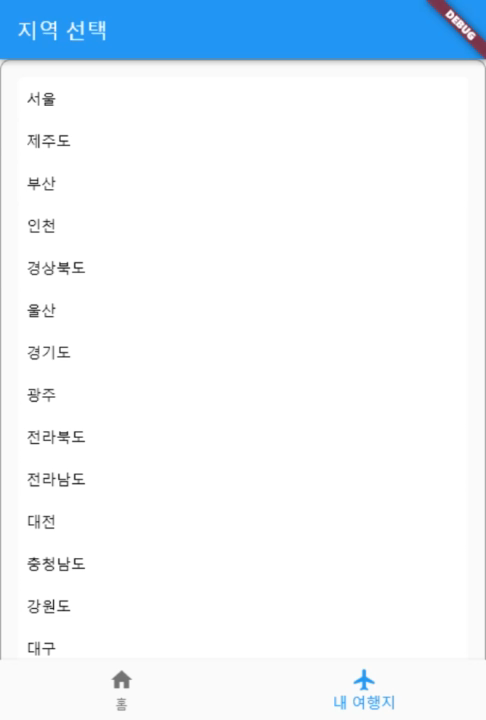 지역 선택
DEBUG
서울
제주도
부산
인천
경상북도
울산
경기도
광주
전라북도
전라남도
대전
충청남도
강원도
대구
홈
내 여행지